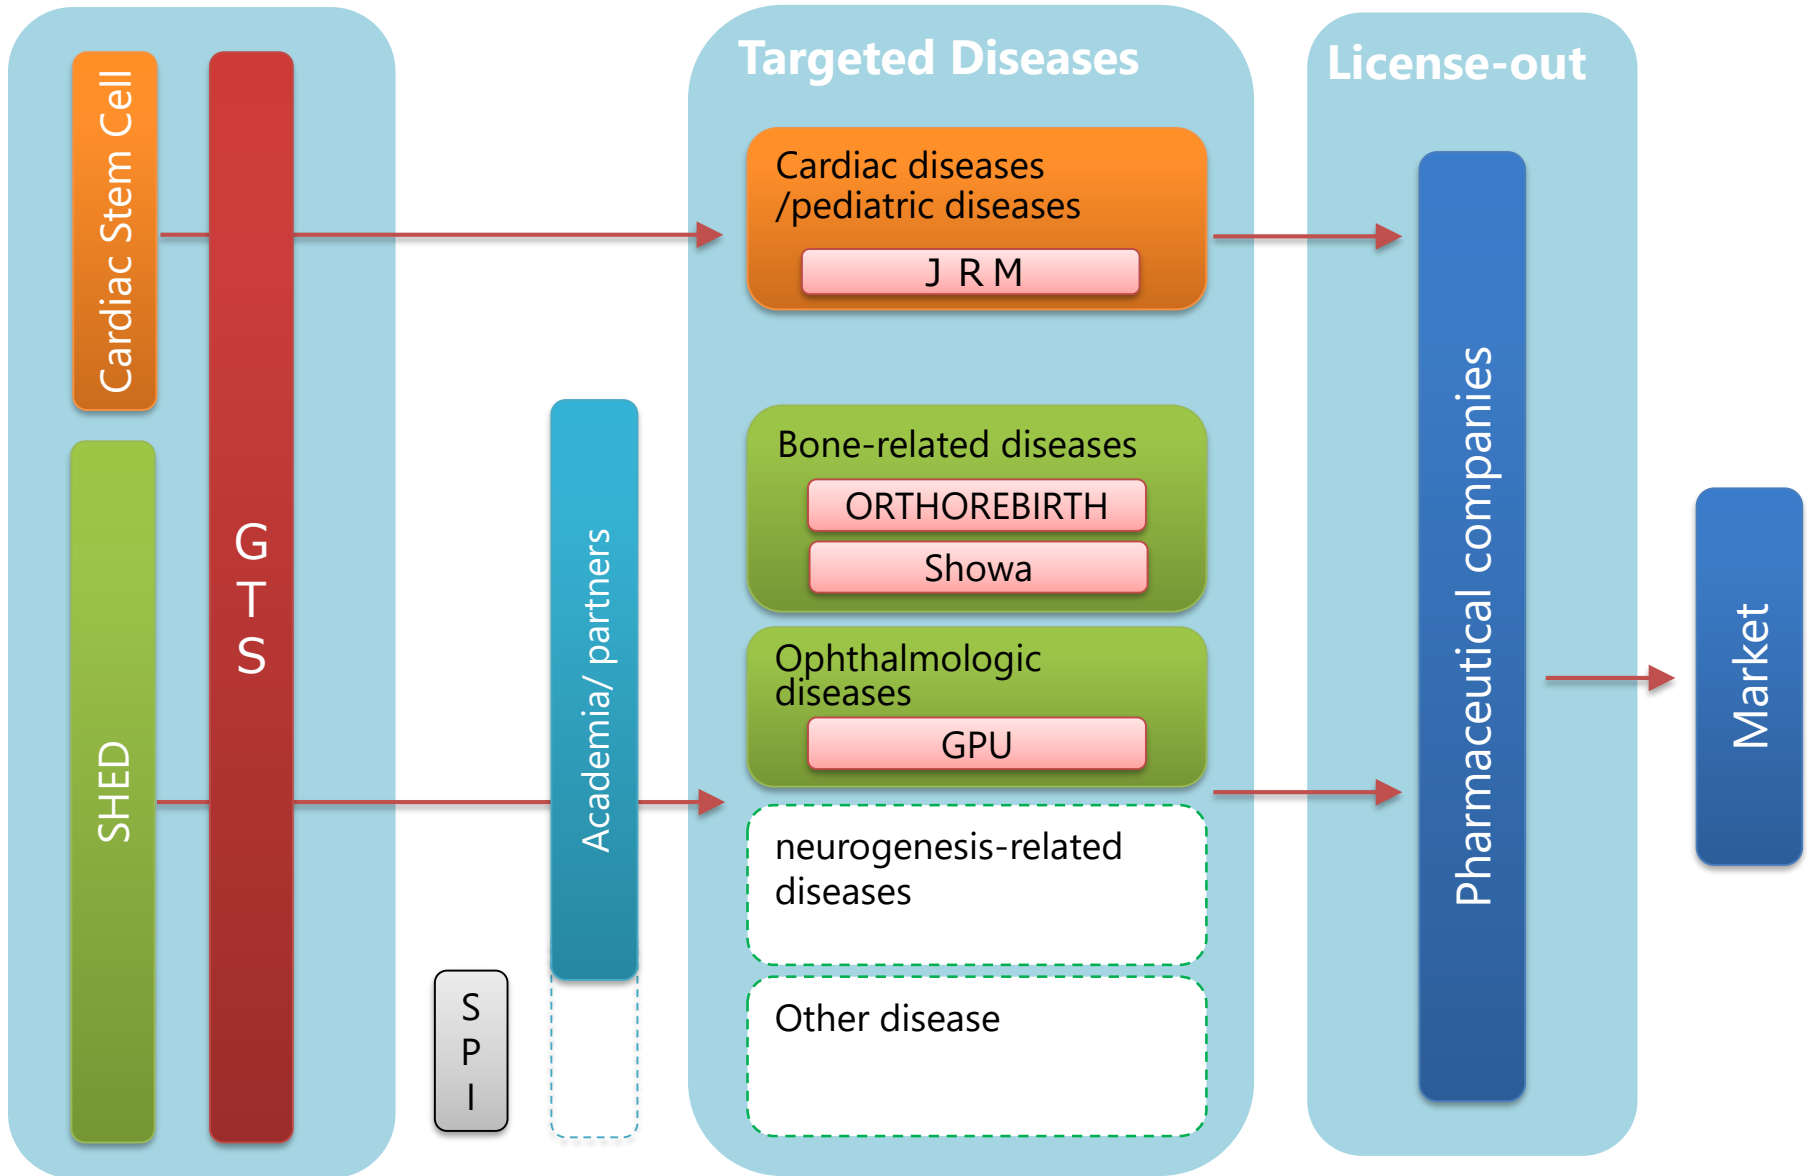 Cardiac Stem Cell
SHED
G
T
S
S
P
I
Academia/ partners
Targeted Diseases
Cardiac diseases
/pediatric diseases
ＪＲＭ
Bone-related diseases
ORTHOREBIRTH
Showa
Ophthalmologic
diseases
GPU
neurogenesis-related
diseases
Other disease
License-out
Pharmaceutical companies
Market